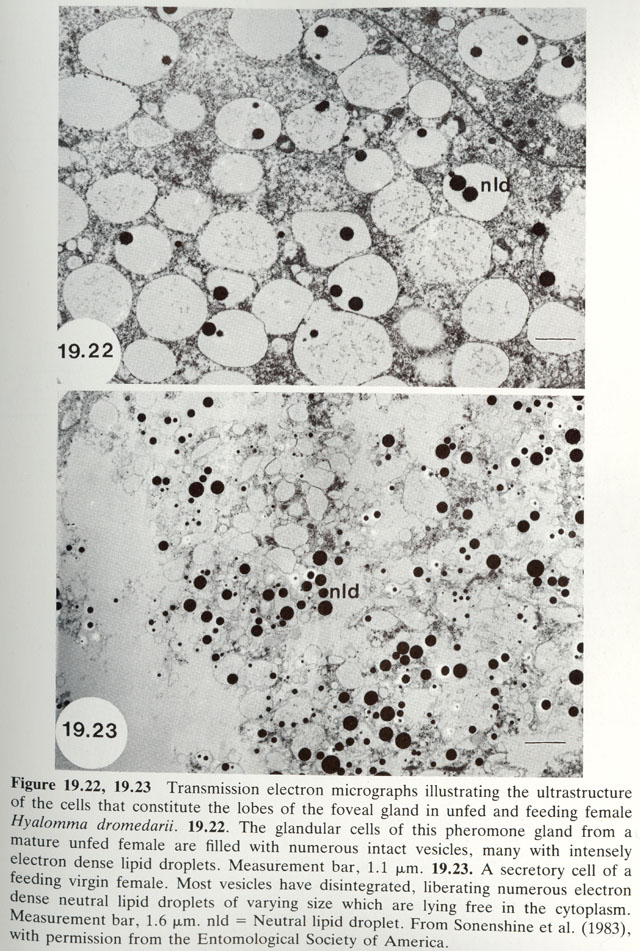 nld
19.22
nld
19.23
Figure 19.22, 19.23 Transmission electron micrographs illustrating the ultrastructure
of the cells that constitute the lobes of the foveal gland in unfed and feeding female
Hyalomma dromedarii. 19.22. The glandular cells of this pheromone gland from a
mature unfed female are filled with numerous intact vesicles, many with intensely
electron dense lipid droplets. Measurement bar, 1.1 μm. 19.23. A secretory cell of a
feeding virgin female. Most vesicles have disintegrated, liberating numerous electron
dense neutral lipid droplets of varying size which are lying free in the cytoplasm.
Measurement bar, 1.6 μm. nld = Neutral lipid droplet. From Sonenshine et al. (1983),
with permission from the Entomological Society of America.